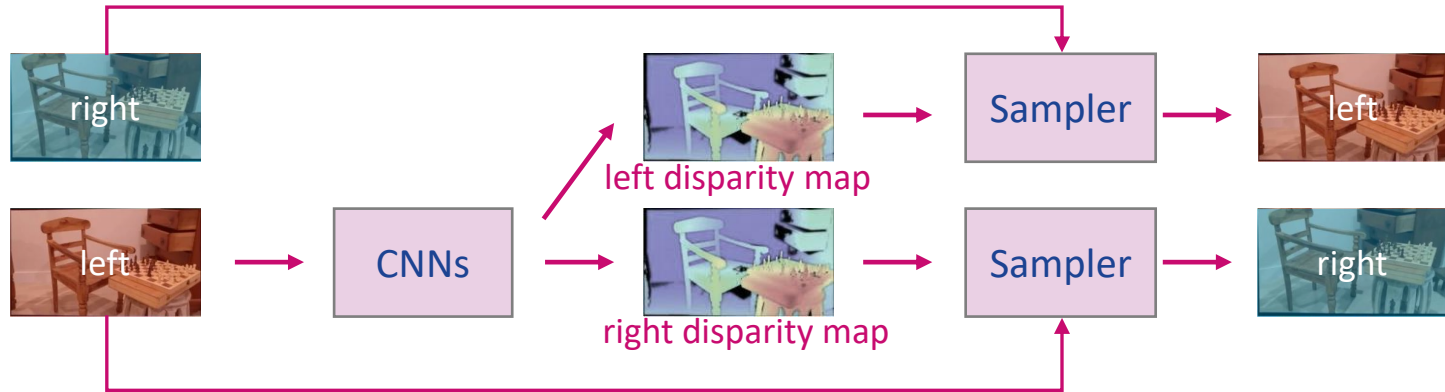 right
Sampler
left
left disparity map
left
CNNs
Sampler
right
right disparity map